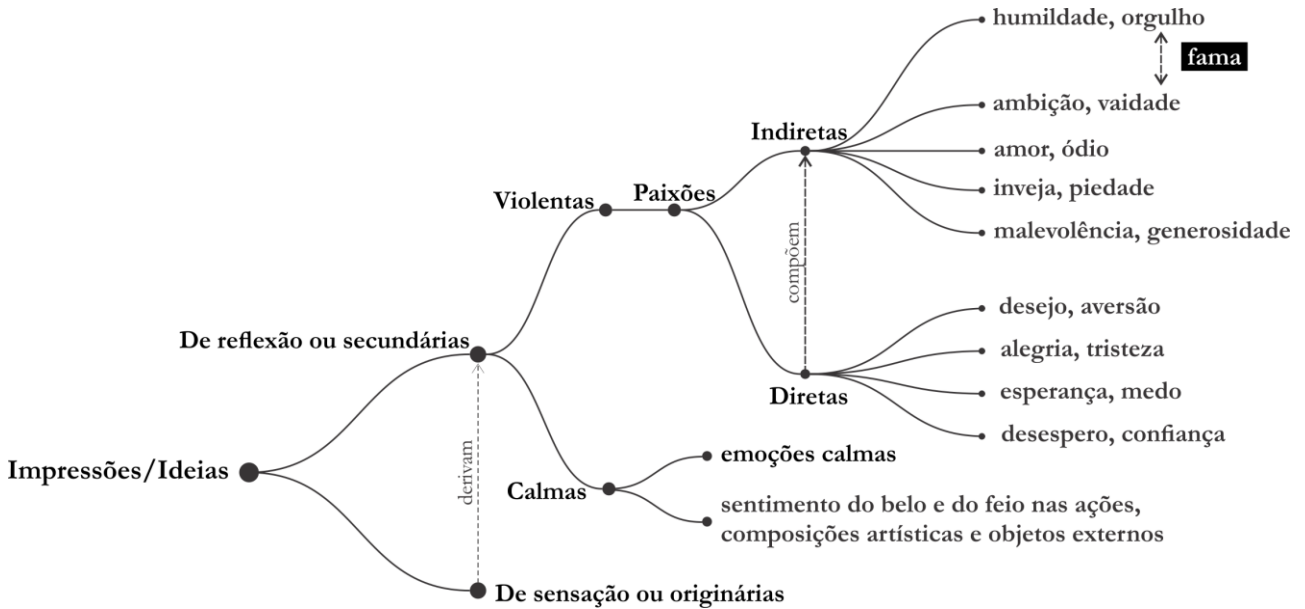 humildade, orgulho
fama
ambição, vaidade
Indiretas
amor, ódio
inveja, piedade
Violentas
Paixões
malevolência, generosidade
compõem
desejo, aversão
De reflexão ou secundárias
alegria, tristeza
Diretas
esperança, medo
desespero, confiança
emoções calmas
Impressões/Ideias
derivam
Calmas
sentimento do belo e do feio nas ações,
composições artísticas e objetos externos
De sensação ou originárias